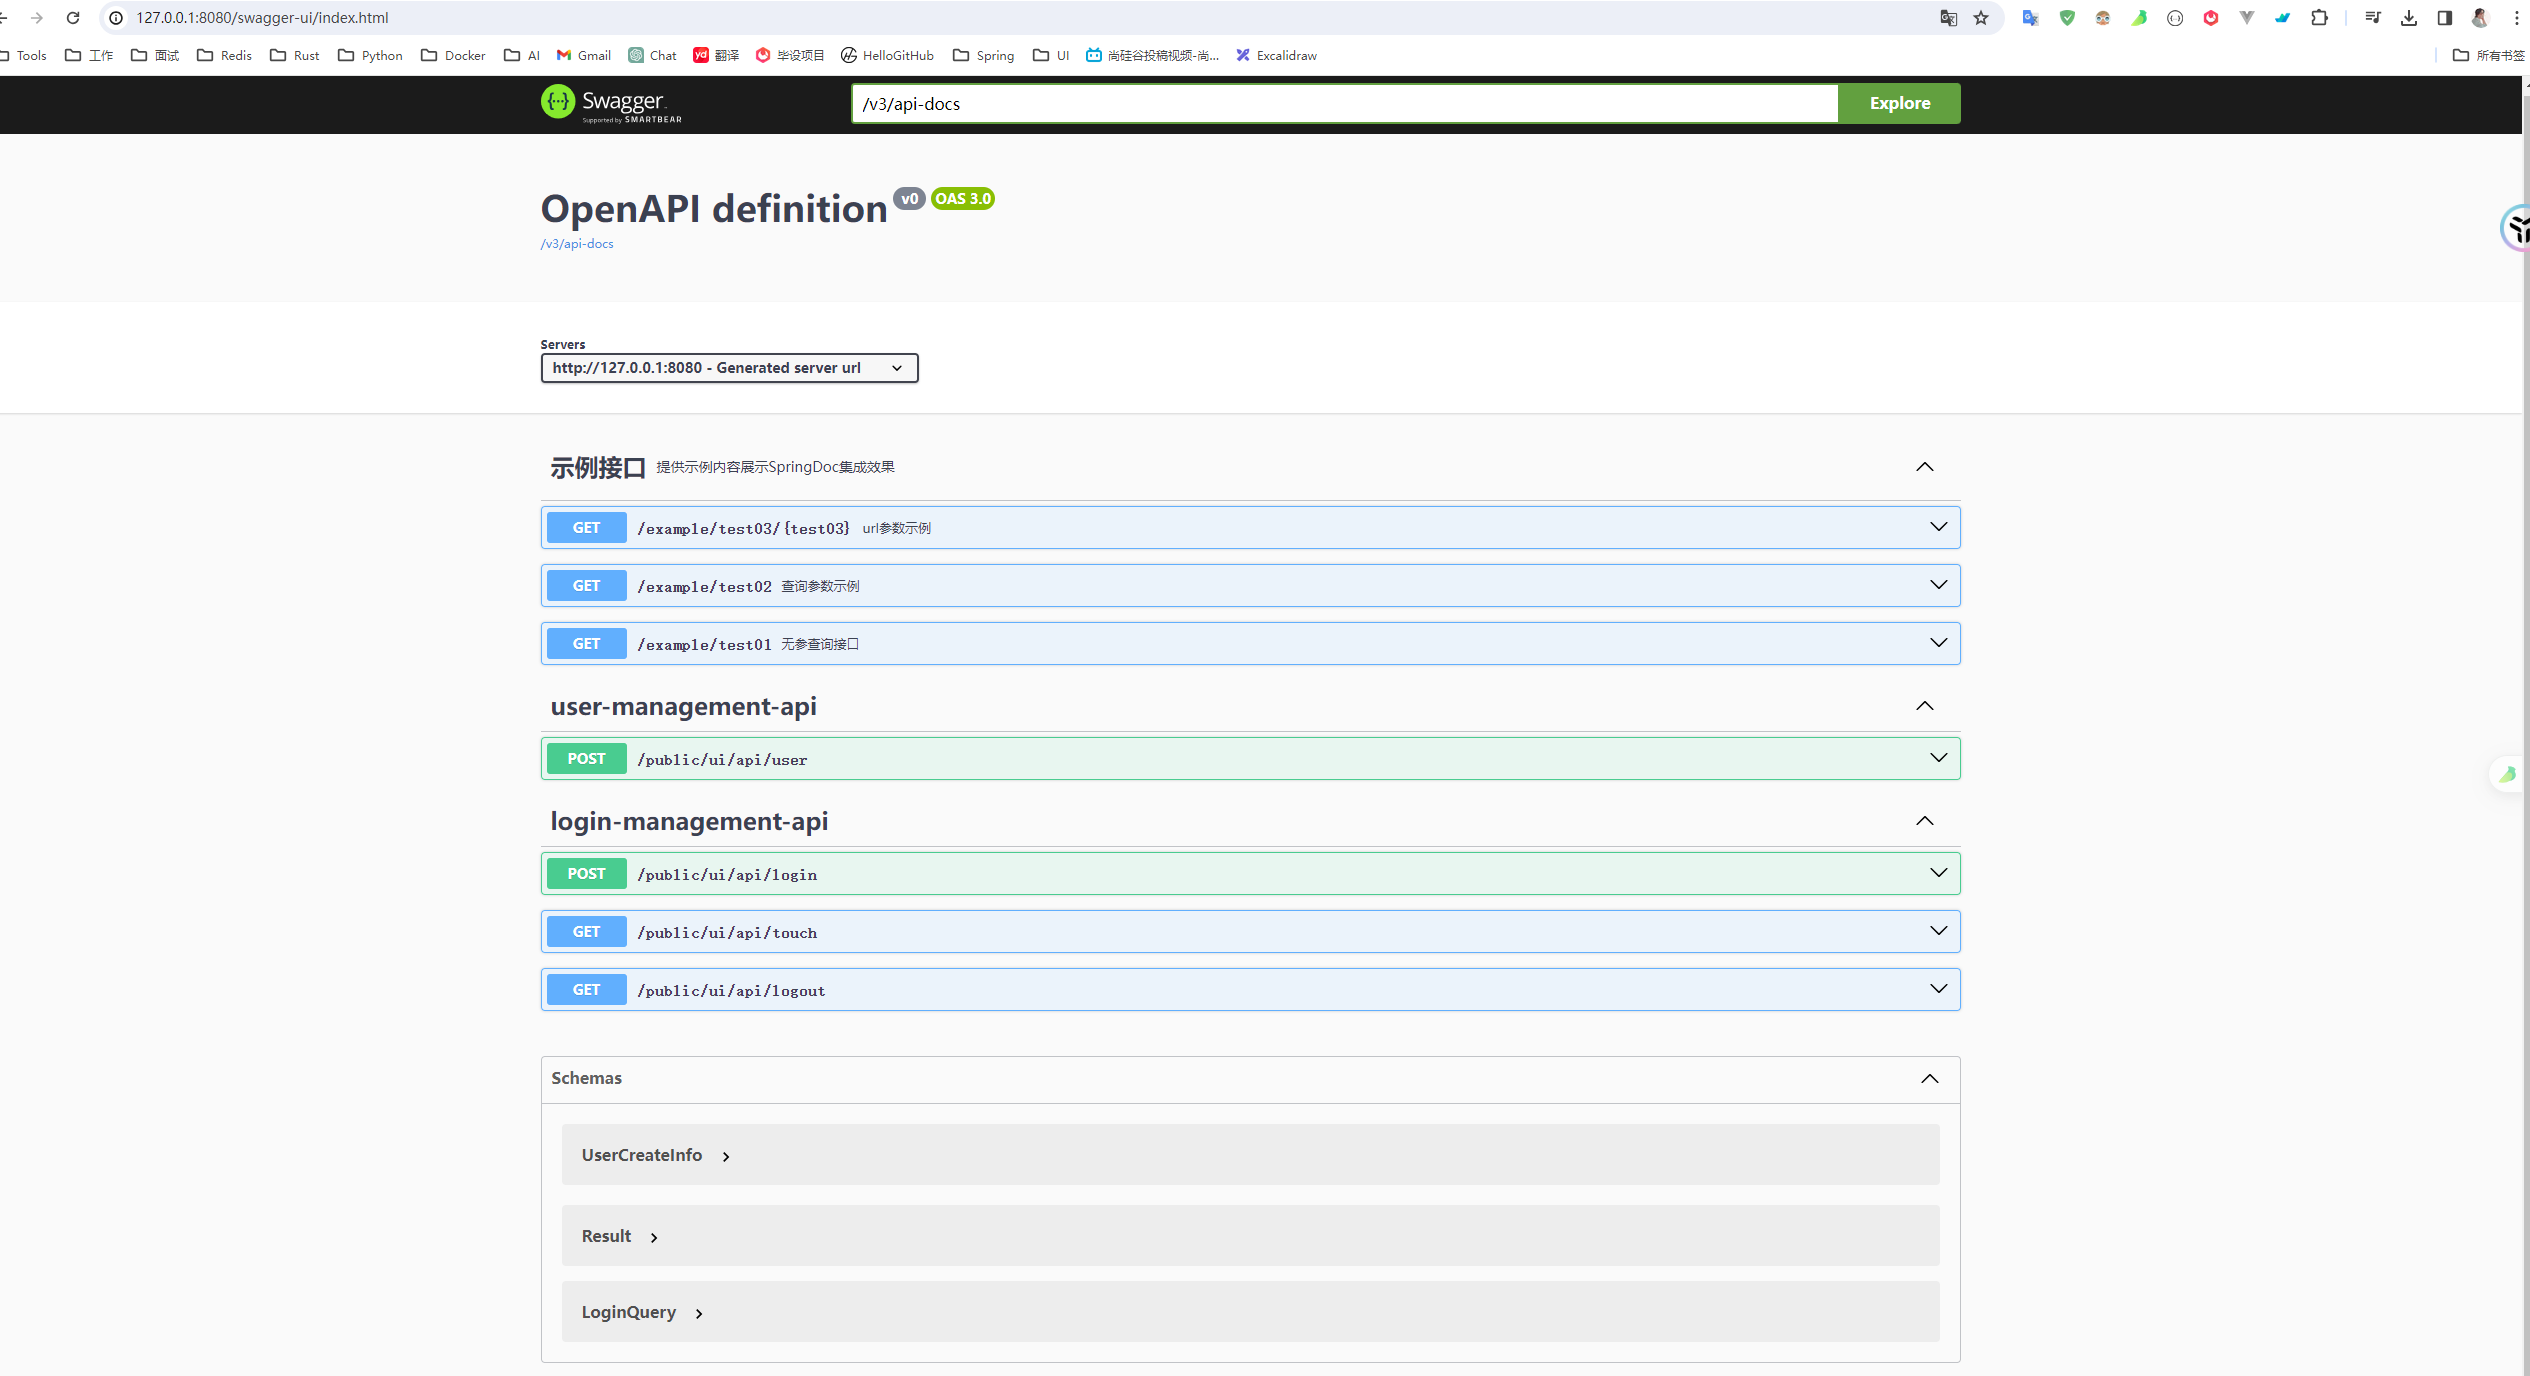 127.0.0.1:8080/swagger-ui/index.html
Tools 工作 面试 Redis Rust Python Docker AI Gmail Chat yd 翻译 毕设项目 HelloGitHub Spring UI 尚硅谷投稿视频-尚... Excalidraw 所有书签
Swagger
Supported by SMARTBEAR
/v3/api-docs
Explore
OpenAPI definition v0 OAS 3.0
/v3/api-docs
Servers
http://127.0.0.1:8080 - Generated server url
示例接口 提供示例内容展示SpringDoc集成效果
GET /example/test03/{test03} url参数示例
GET /example/test02 查询参数示例
GET /example/test01 无参查询接口
user-management-api
POST /public/ui/api/user
login-management-api
POST /public/ui/api/login
GET /public/ui/api/touch
GET /public/ui/api/logout
Schemas
UserCreateInfo
Result
LoginQuery